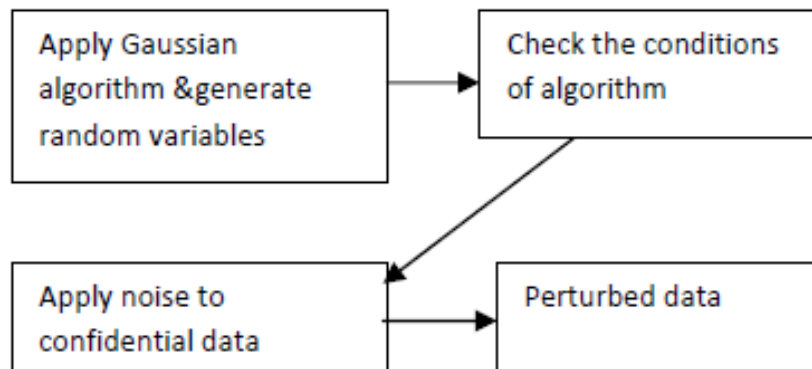 Apply Gaussian
algorithm &generate
random variables
Check the conditions
of algorithm
Apply noise to
confidential data
Perturbed data